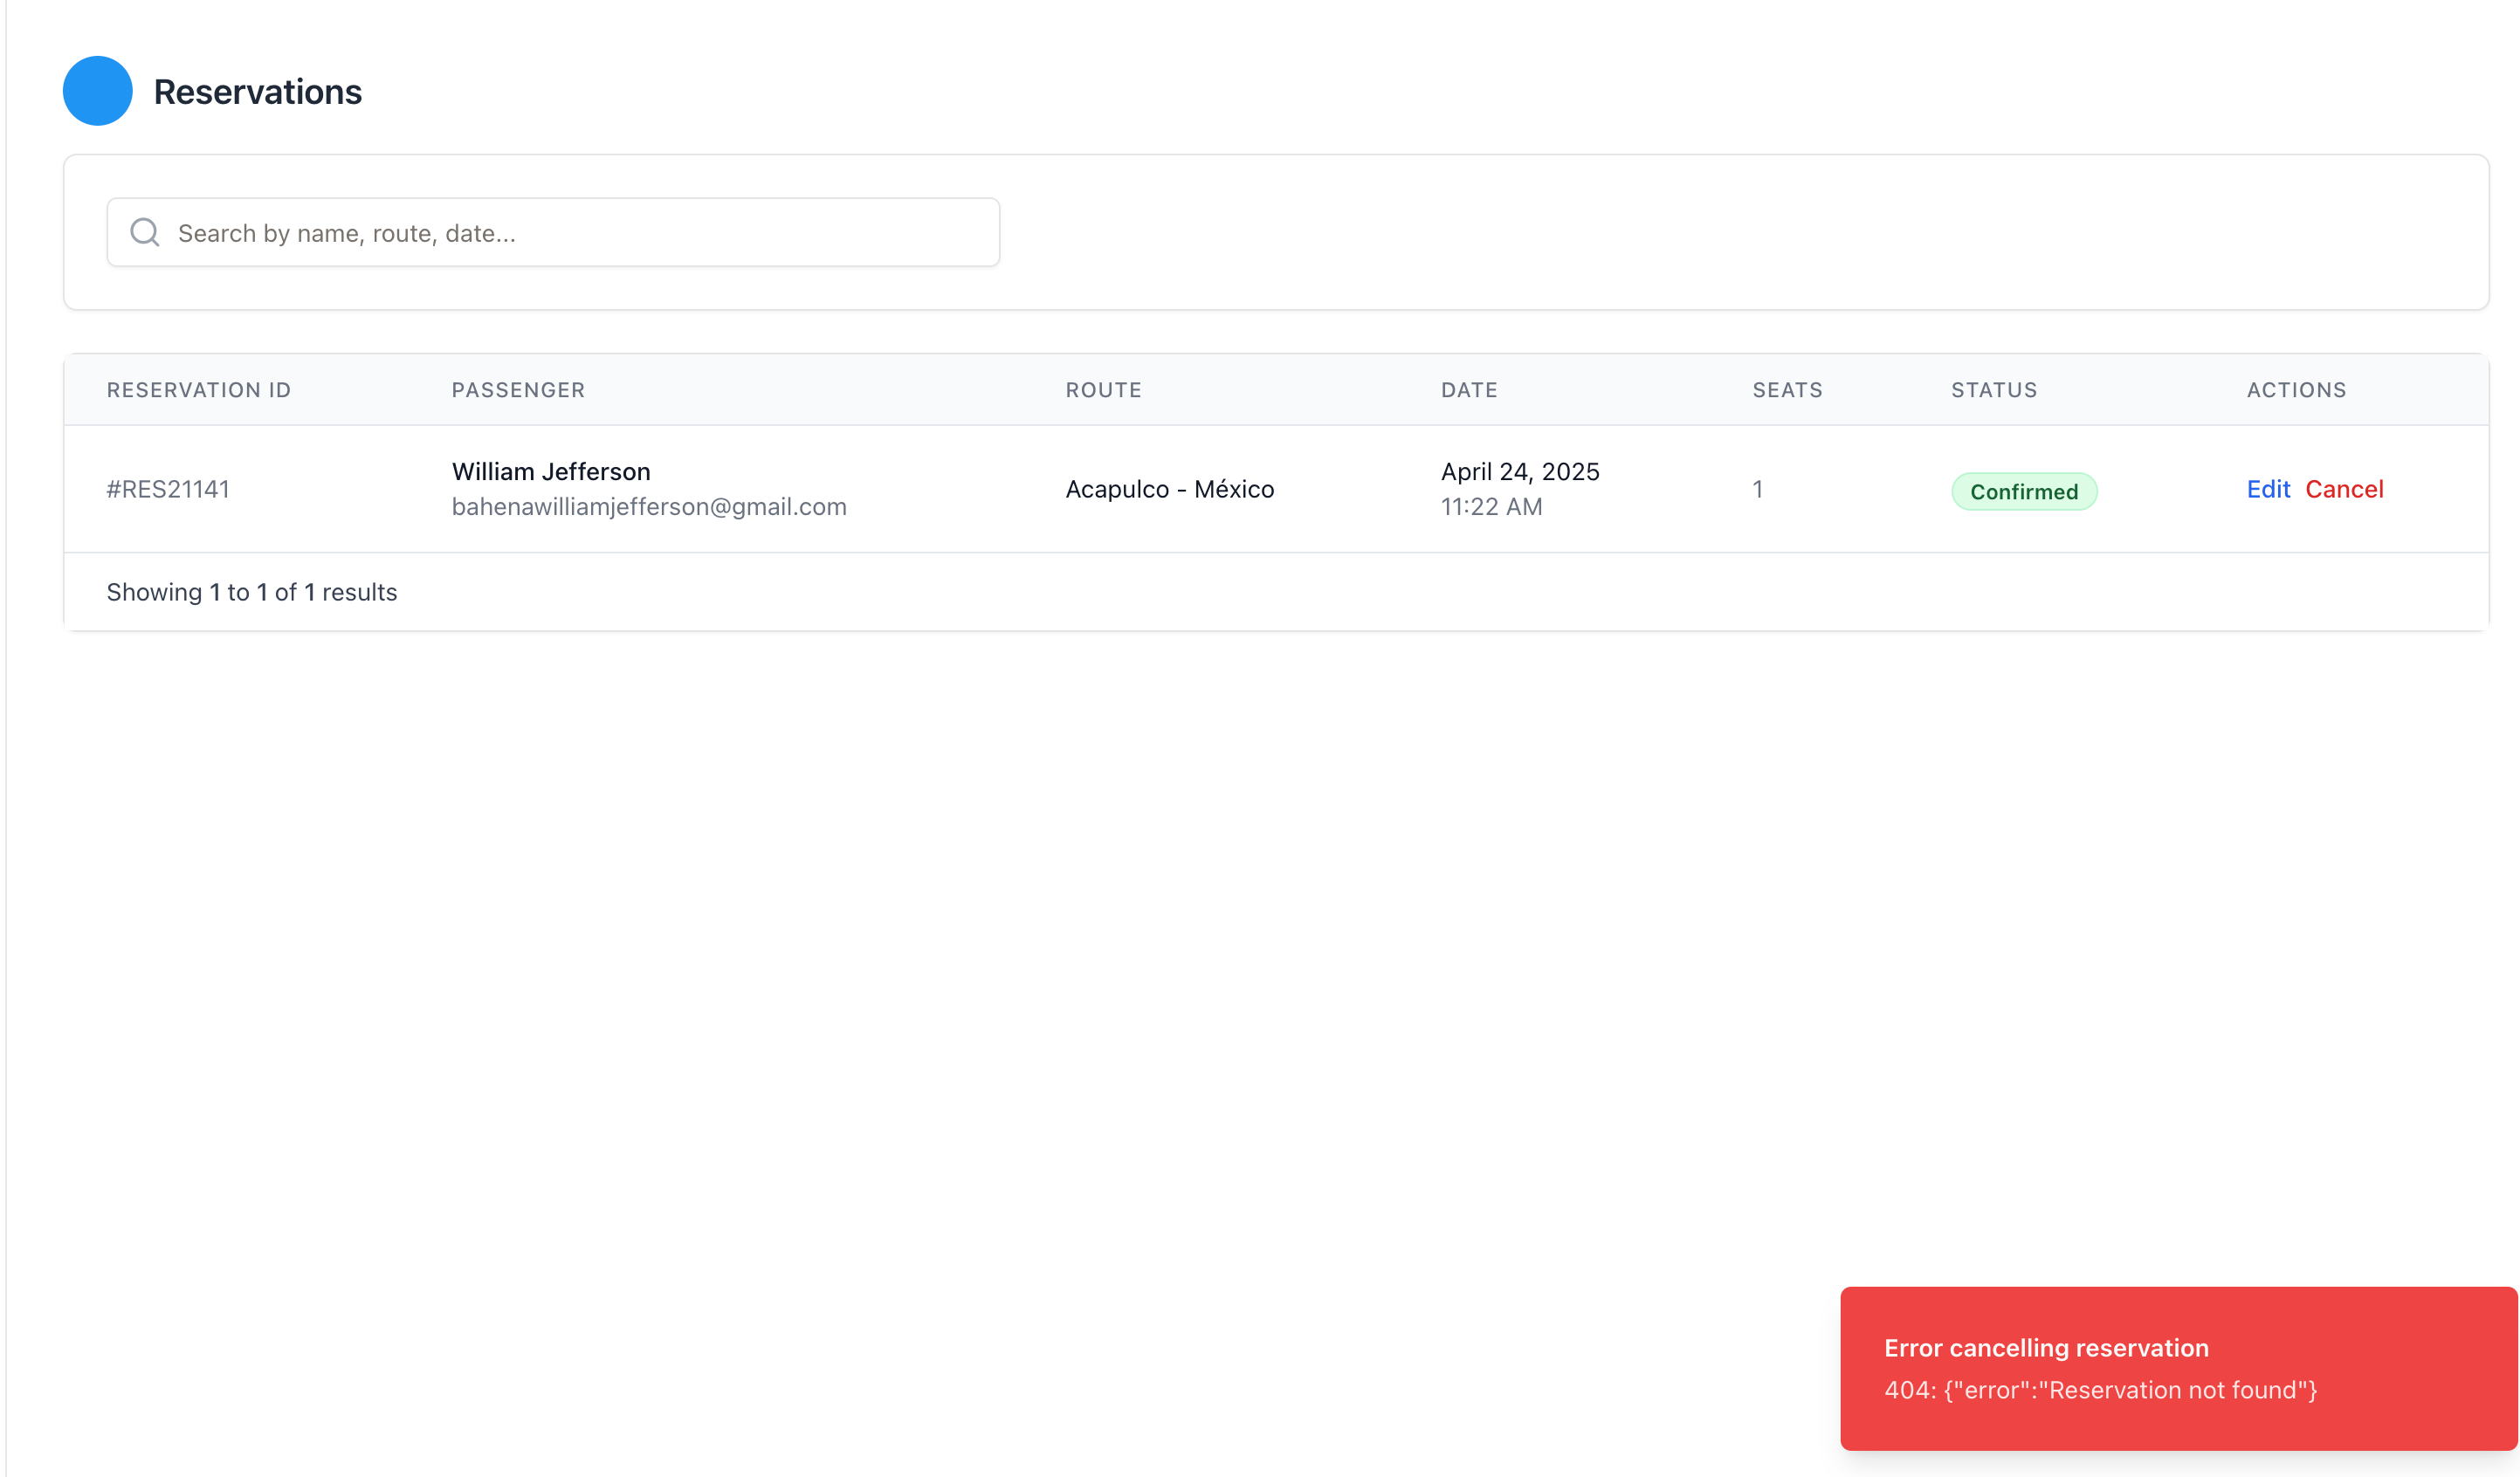 Reservations
Search by name, route, date...
RESERVATION ID PASSENGER ROUTE DATE SEATS STATUS ACTIONS
#RES21141 William Jefferson Acapulco - México April 24, 2025 1 Confirmed Edit Cancel
bahenawilliamjefferson@gmail.com 11:22 AM
Showing 1 to 1 of 1 results
Error cancelling reservation
404: {"error":"Reservation not found"}